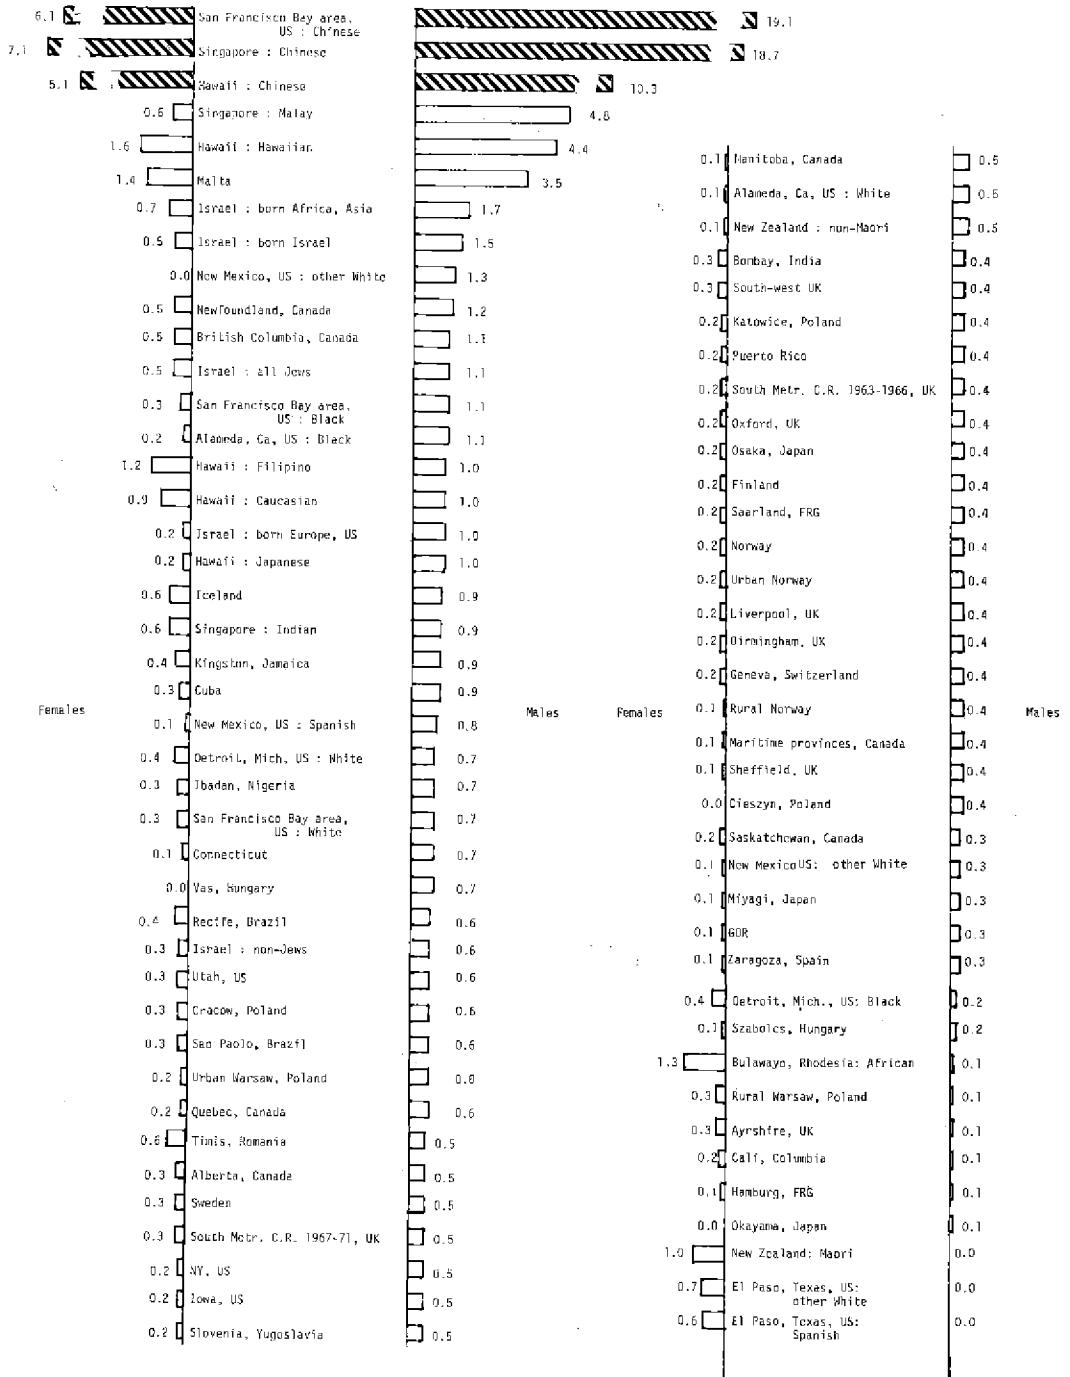 6.1 San Francisco Bay area, 19.1
US : Chinese
7.1 Singapore : Chinese 18.7
5.1 Hawaii : Chinese 10.3
0.6 Singapore : Malay 4.8
1.6 Hawaii : Hawaiian 4.4
1.4 Malta 3.5
0.7 Israel : born Africa, Asia 1.7
0.5 Israel : born Israel 1.5
0.0 New Mexico, US : other White 1.3
0.5 Newfoundland, Canada 1.2
0.5 British Columbia, Canada 1.1
0.5 Israel : all Jews 1.1
0.3 San Francisco Bay area, 1.1
US : Black
0.2 Alameda, Ca, US : Black 1.1
1.2 Hawaii : Filipino 1.0
0.9 Hawaii : Caucasian 1.0
0.2 Israel : born Europe, US 1.0
0.2 Hawaii : Japanese 1.0
0.6 Iceland 0.9
0.6 Singapore : Indian 0.9
0.4 Kingston, Jamaica 0.9
0.3 Cuba 0.9
Females Males
0.1 New Mexico, US : Spanish 0.8
0.4 Detroit, Mich, US : White 0.7
0.3 Ibadan, Nigeria 0.7
0.3 San Francisco Bay area, 0.7
US : White
0.1 Connecticut 0.7
0.0 Vas, Hungary 0.7
0.4 Recife, Brazil 0.6
0.3 Israel : non-Jews 0.6
0.3 Utah, US 0.6
0.3 Cracow, Poland 0.6
0.3 Sao Paolo, Brazil 0.6
0.2 Urban Warsaw, Poland
0.2 Quebec, Canada 0.6
0.6 Timis, Romania 0.5
0.3 Alberta, Canada 0.5
0.3 Sweden 0.5
0.3 South Metr. C.R. 1967-71, UK 0.5
0.2 NY, US 0.5
0.2 Iowa, US 0.5
0.2 Slovenia, Yugoslavia 0.5
0.1 Manitoba, Canada 0.5
0.1 Alameda, Ca, US : White 0.5
0.1 New Zealand : non-Maori 0.5
0.3 Bombay, India 0.4
0.3 South-west UK 0.4
0.2 Katowice, Poland 0.4
0.2 Puerto Rico 0.4
0.2 South Metr. C.R. 1963-1966, UK 0.4
0.2 Oxford, UK 0.4
0.2 Osaka, Japan 0.4
0.2 Finland 0.4
0.2 Saarland, FRG 0.4
0.2 Norway 0.4
0.2 Urban Norway 0.4
0.2 Liverpool, UK 0.4
0.2 Birmingham, UK 0.4
0.2 Geneva, Switzerland 0.4
Females 0.1 Rural Norway 0.4 Males
0.1 Maritime provinces, Canada 0.4
0.1 Sheffield, UK 0.4
0.0 Cieszyn, Poland 0.4
0.2 Saskatchewan, Canada 0.3
0.1 New Mexico US: other White 0.3
0.1 Miyagi, Japan 0.3
0.1 GDR 0.3
0.1 Zaragoza, Spain 0.3
0.4 Detroit, Mich., US: Black 0.2
0.1 Szabolcs, Hungary 0.2
1.3 Bulawayo, Rhodesia: African 0.1
0.3 Rural Warsaw, Poland 0.1
0.3 Ayrshire, UK 0.1
0.2 Cali, Columbia 0.1
0.1 Hamburg, FRG 0.1
0.0 Okayama, Japan 0.1
1.0 New Zealand: Maori 0.0
0.7 El Paso, Texas, US: 0.0
other White
0.6 El Paso, Texas, US: 0.0
Spanish